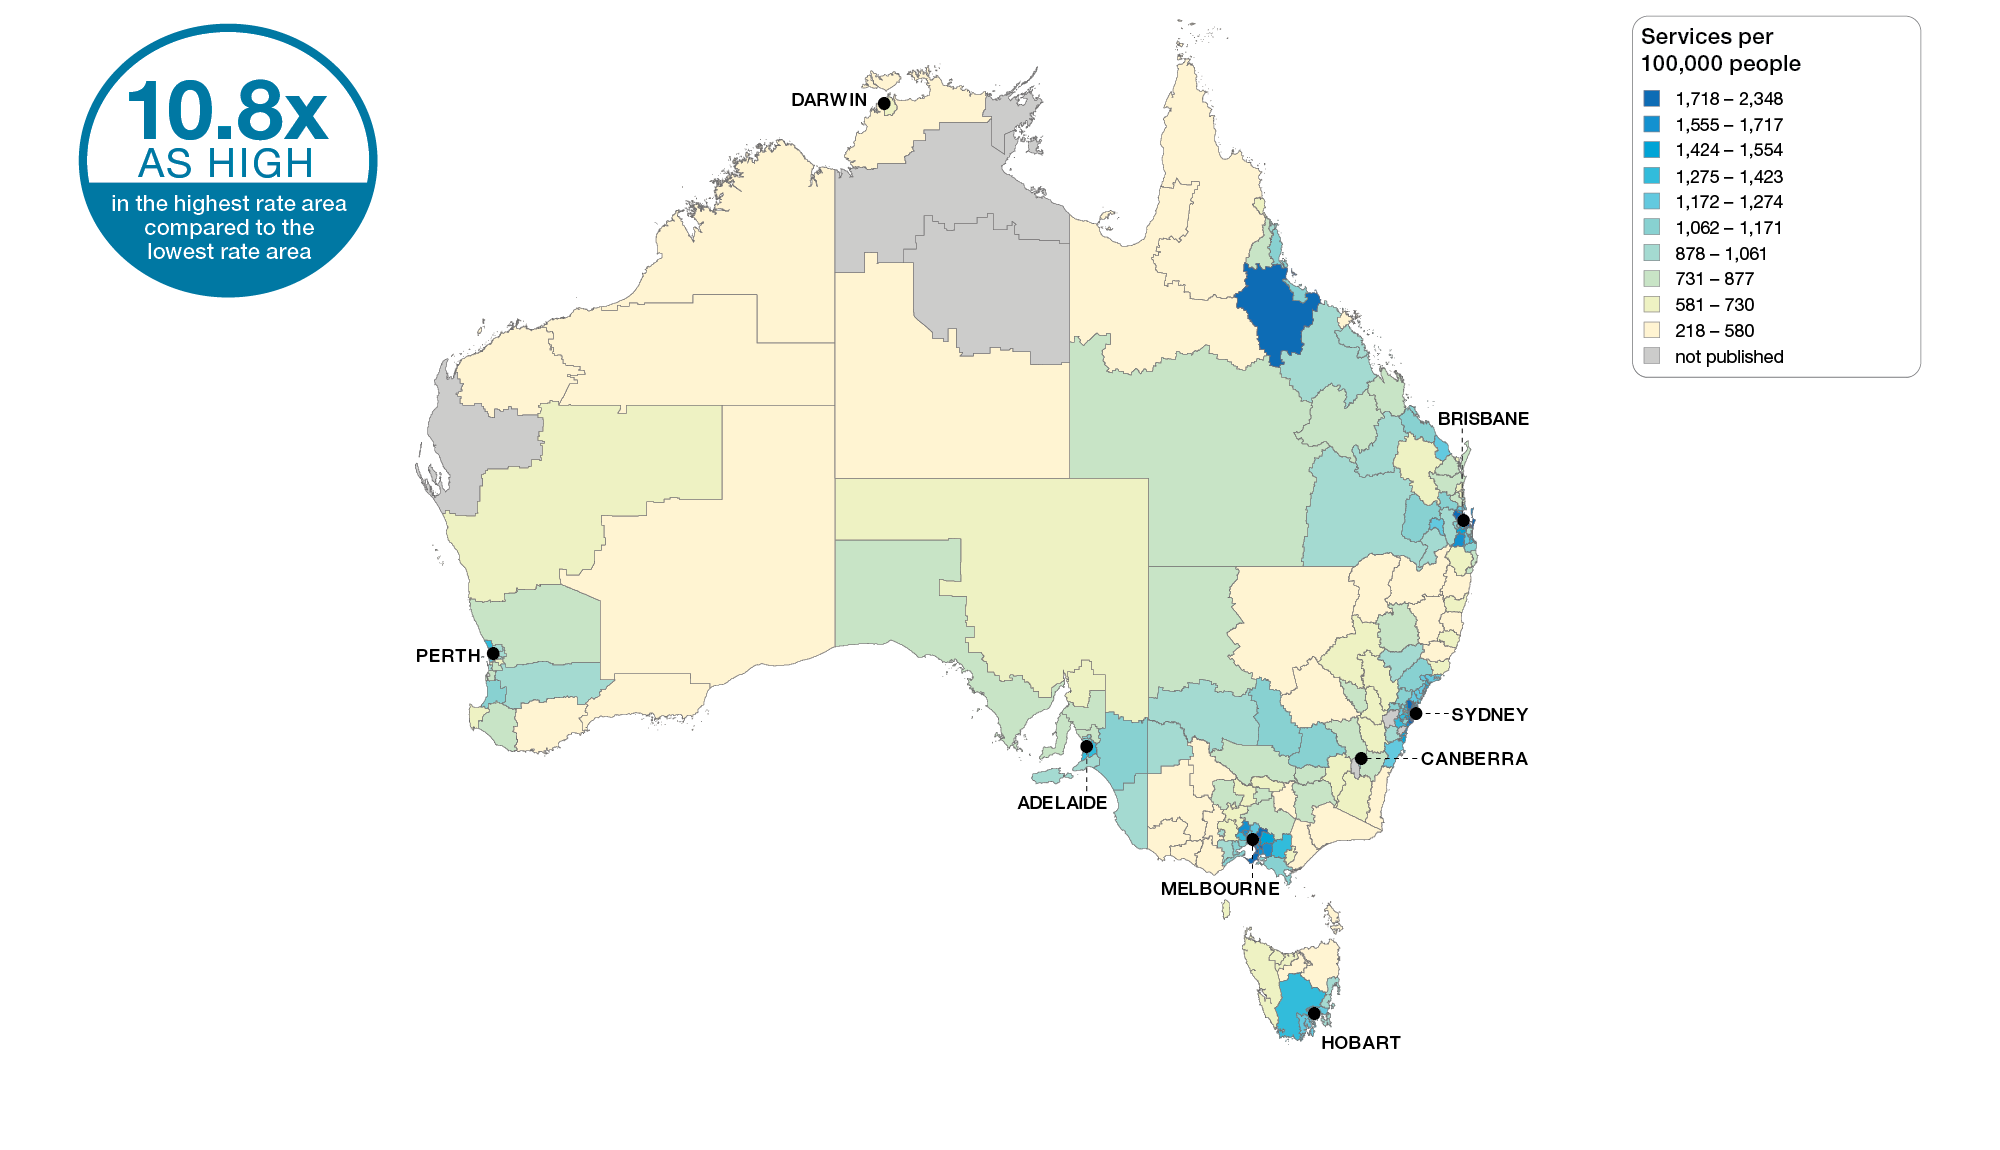 10.8x
AS HIGH
in the highest rate area
compared to the
lowest rate area
Services per
100,000 people
1,718 – 2,348
1,555 – 1,717
1,424 – 1,554
1,275 – 1,423
1,172 – 1,274
1,062 – 1,171
878 – 1,061
731 – 877
581 – 730
218 – 580
not published
DARWIN
BRISBANE
PERTH
SYDNEY
CANBERRA
ADELAIDE
MELBOURNE
HOBART